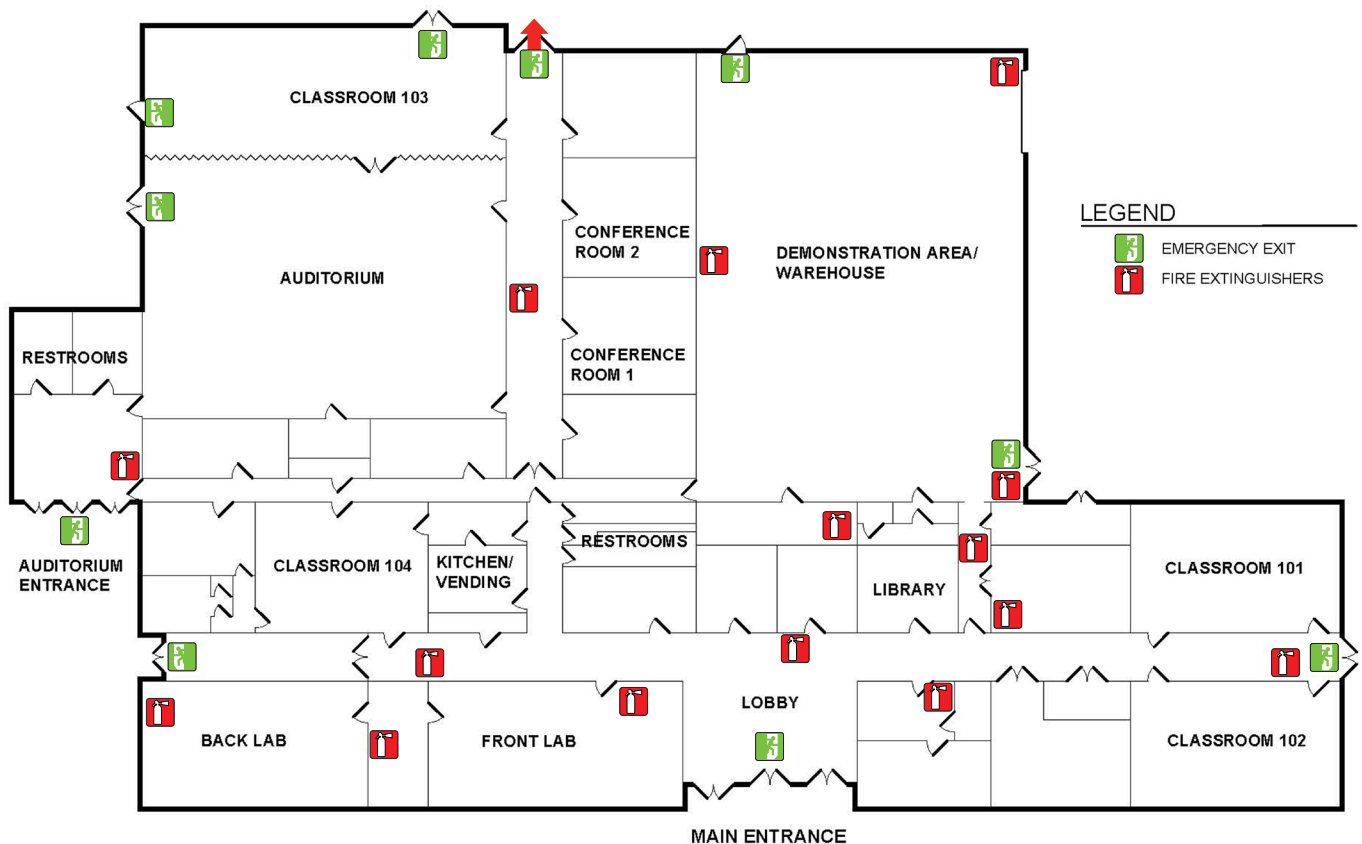 CLASSROOM 103
LEGEND
EMERGENCY EXIT
FIRE EXTINGUISHERS
CONFERENCE
ROOM 2
DEMONSTRATION AREA/
WAREHOUSE
AUDITORIUM
RESTROOMS
CONFERENCE
ROOM 1
RESTROOMS
AUDITORIUM
ENTRANCE
CLASSROOM 104
KITCHEN/
VENDING
LIBRARY
CLASSROOM 101
LOBBY
BACK LAB
FRONT LAB
CLASSROOM 102
MAIN ENTRANCE